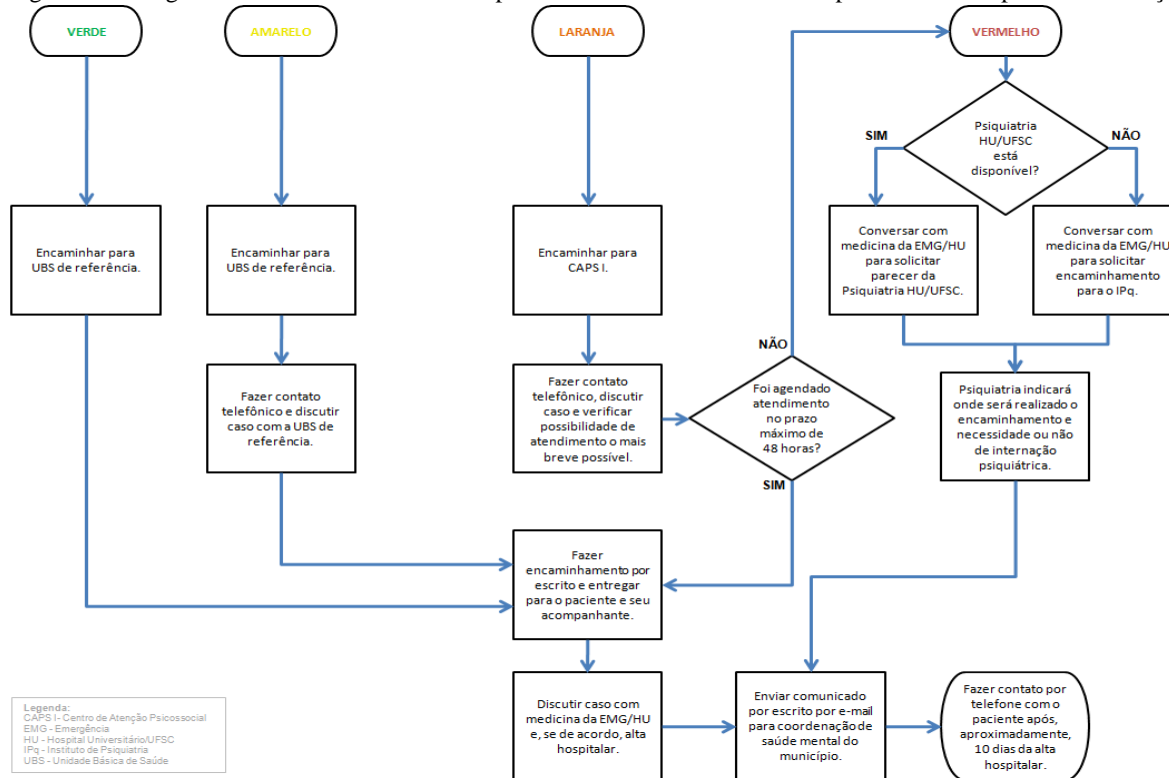 VERDE
AMARELO
LARANJA
VERMELHO
Psiquiatria
HU/UFSC
está
disponível?
SIM
NÃO
Encaminhar para
UBS de referência.
Encaminhar para
UBS de referência.
Encaminhar para
CAPS I.
Conversar com
medicina da EMG/HU
para solicitar
parecer da
Psiquiatria HU/UFSC.
Conversar com
medicina da EMG/HU
para solicitar
encaminhamento
para o IPq.
Fazer contato
telefônico e discutir
caso com a UBS de
referência.
Fazer contato
telefônico, discutir
caso e verificar
possibilidade de
atendimento o mais
breve possível.
NÃO
Foi agendado
atendimento
no prazo
máximo de
48 horas?
SIM
Psiquiatria indicará
onde será realizado o
encaminhamento e
necessidade ou não
de internação
psiquiátrica.
Fazer
encaminhamento por
escrito e entregar
para o paciente e seu
acompanhante.
Discutir caso com
medicina da EMG/HU
e, se de acordo, alta
hospitalar.
Enviar comunicado
por escrito por e-mail
para coordenação de
saúde mental do
município.
Fazer contato por
telefone com o
paciente após,
aproximadamente,
10 dias da alta
hospitalar.
Legenda:
CAPS I- Centro de Atenção Psicossocial
EMG - Emergência
HU - Hospital Universitário/UFSC
IPq - Instituto de Psiquiatria
UBS - Unidade Básica de Saúde